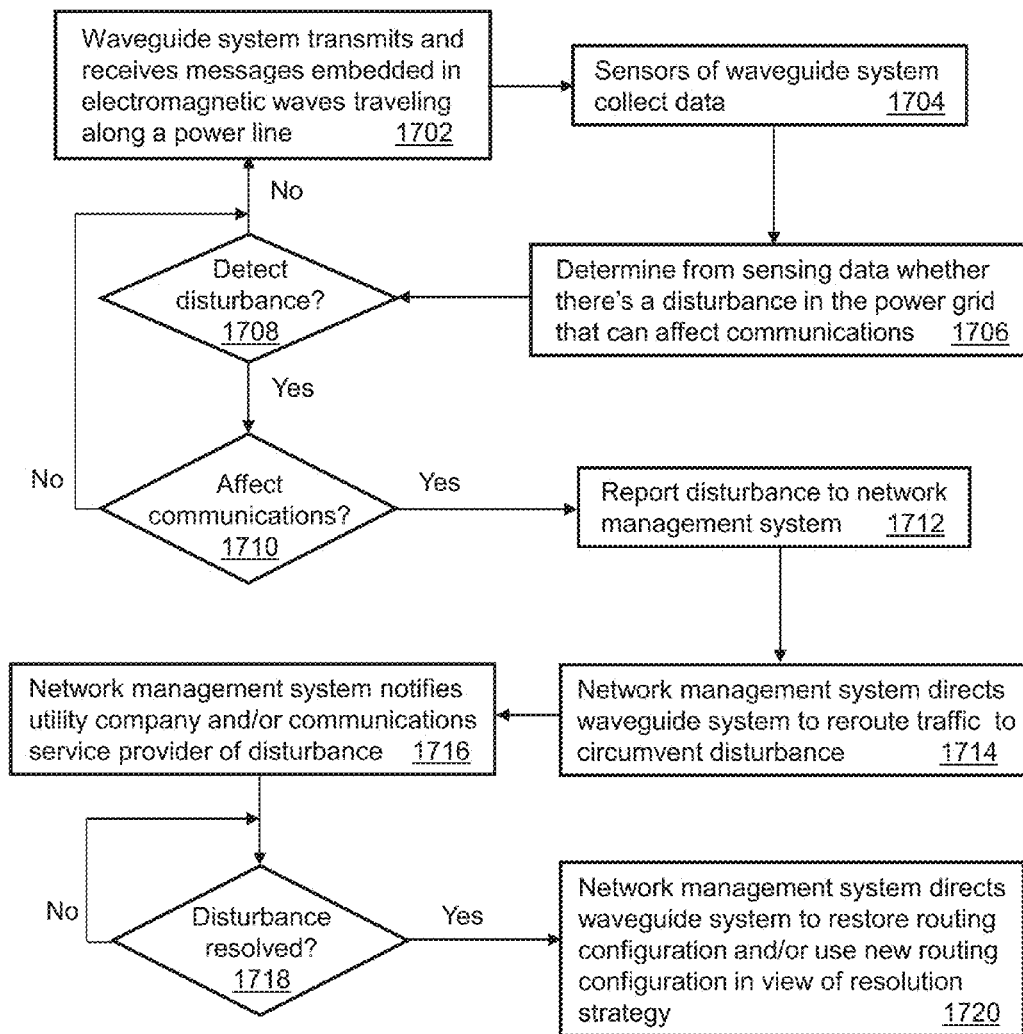 Waveguide system transmits and
receives messages embedded in
electromagnetic waves traveling
along a power line 1702
Sensors of waveguide system
collect data 1704
No
Detect
disturbance?
1708
Determine from sensing data whether
there's a disturbance in the power grid
that can affect communications 1706
Yes
No
Affect
communications?
1710
Yes
Report disturbance to network
management system 1712
Network management system notifies
utility company and/or communications
service provider of disturbance 1716
Network management system directs
waveguide system to reroute traffic to
circumvent disturbance 1714
No
Disturbance
resolved?
1718
Yes
Network management system directs
waveguide system to restore routing
configuration and/or use new routing
configuration in view of resolution
strategy 1720